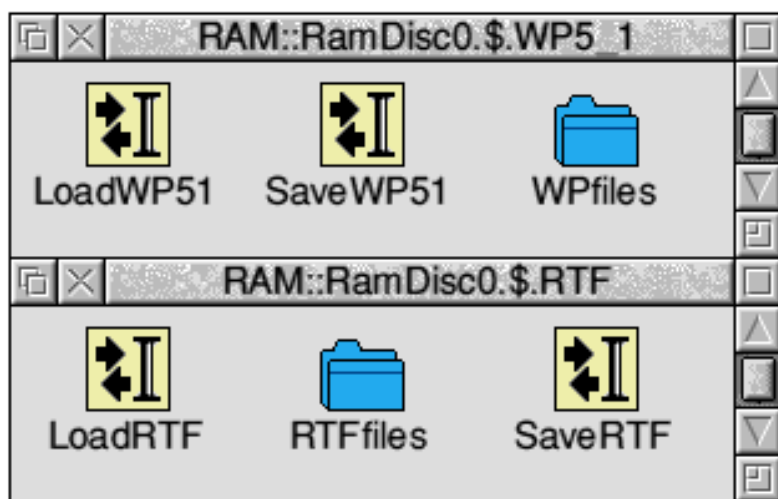 RAM::RamDisc0.$.WP5_1
LoadWP51 SaveWP51 WPfiles
RAM::RamDisc0.$.RTF
LoadRTF RTFfiles SaveRTF